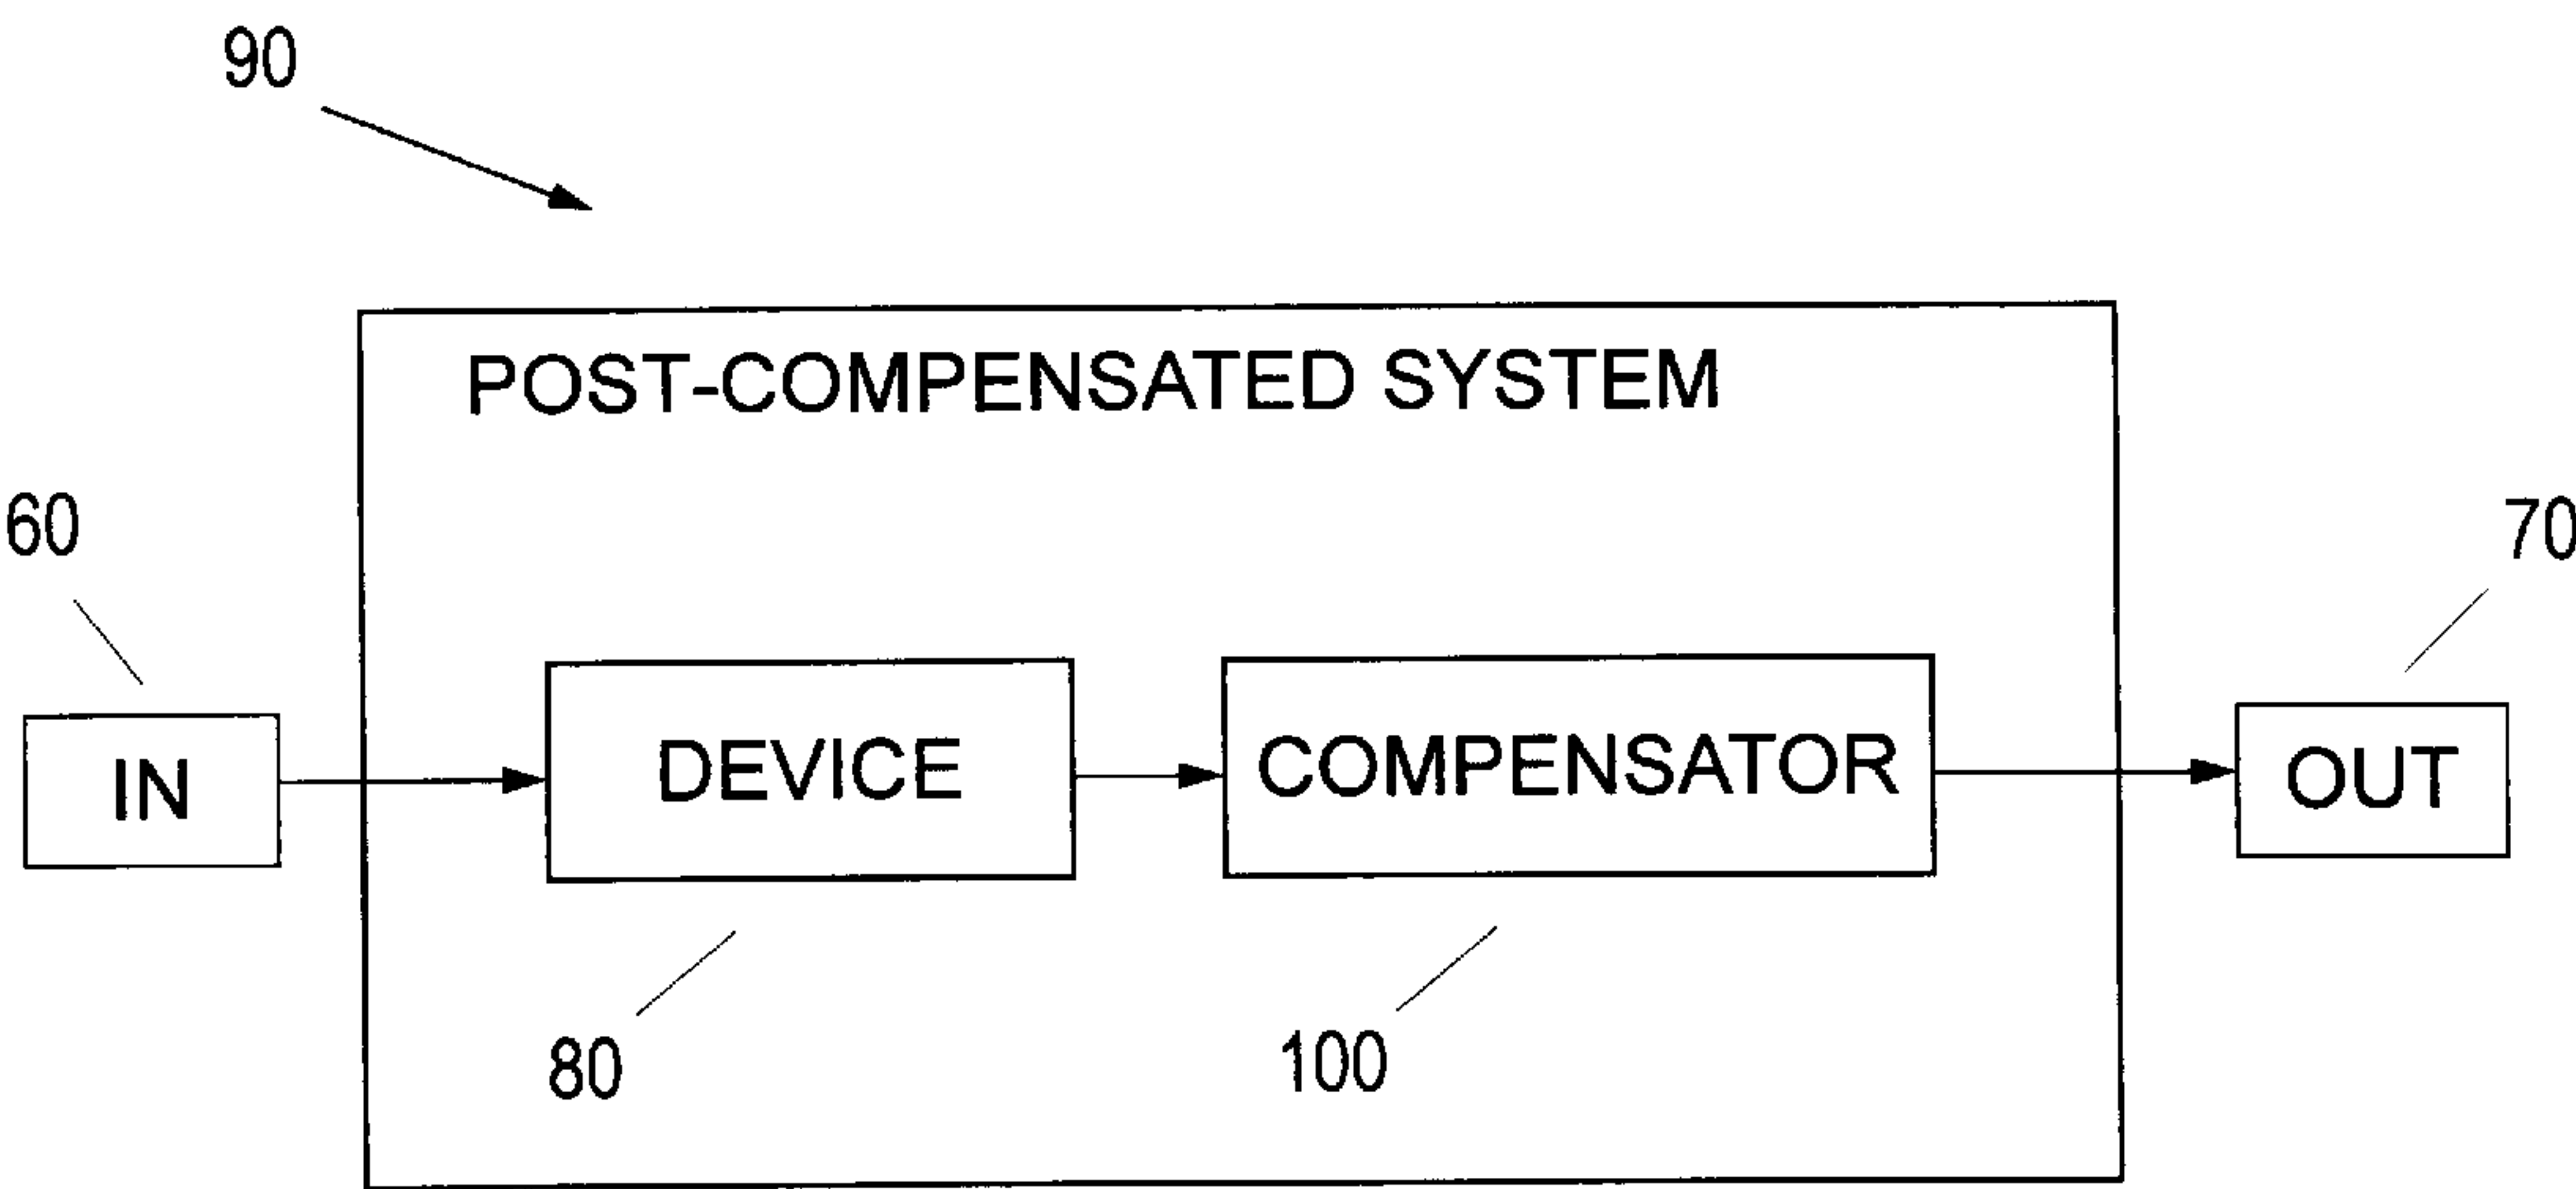 90
POST-COMPENSATED SYSTEM
60
70
IN
DEVICE
COMPENSATOR
OUT
80
100